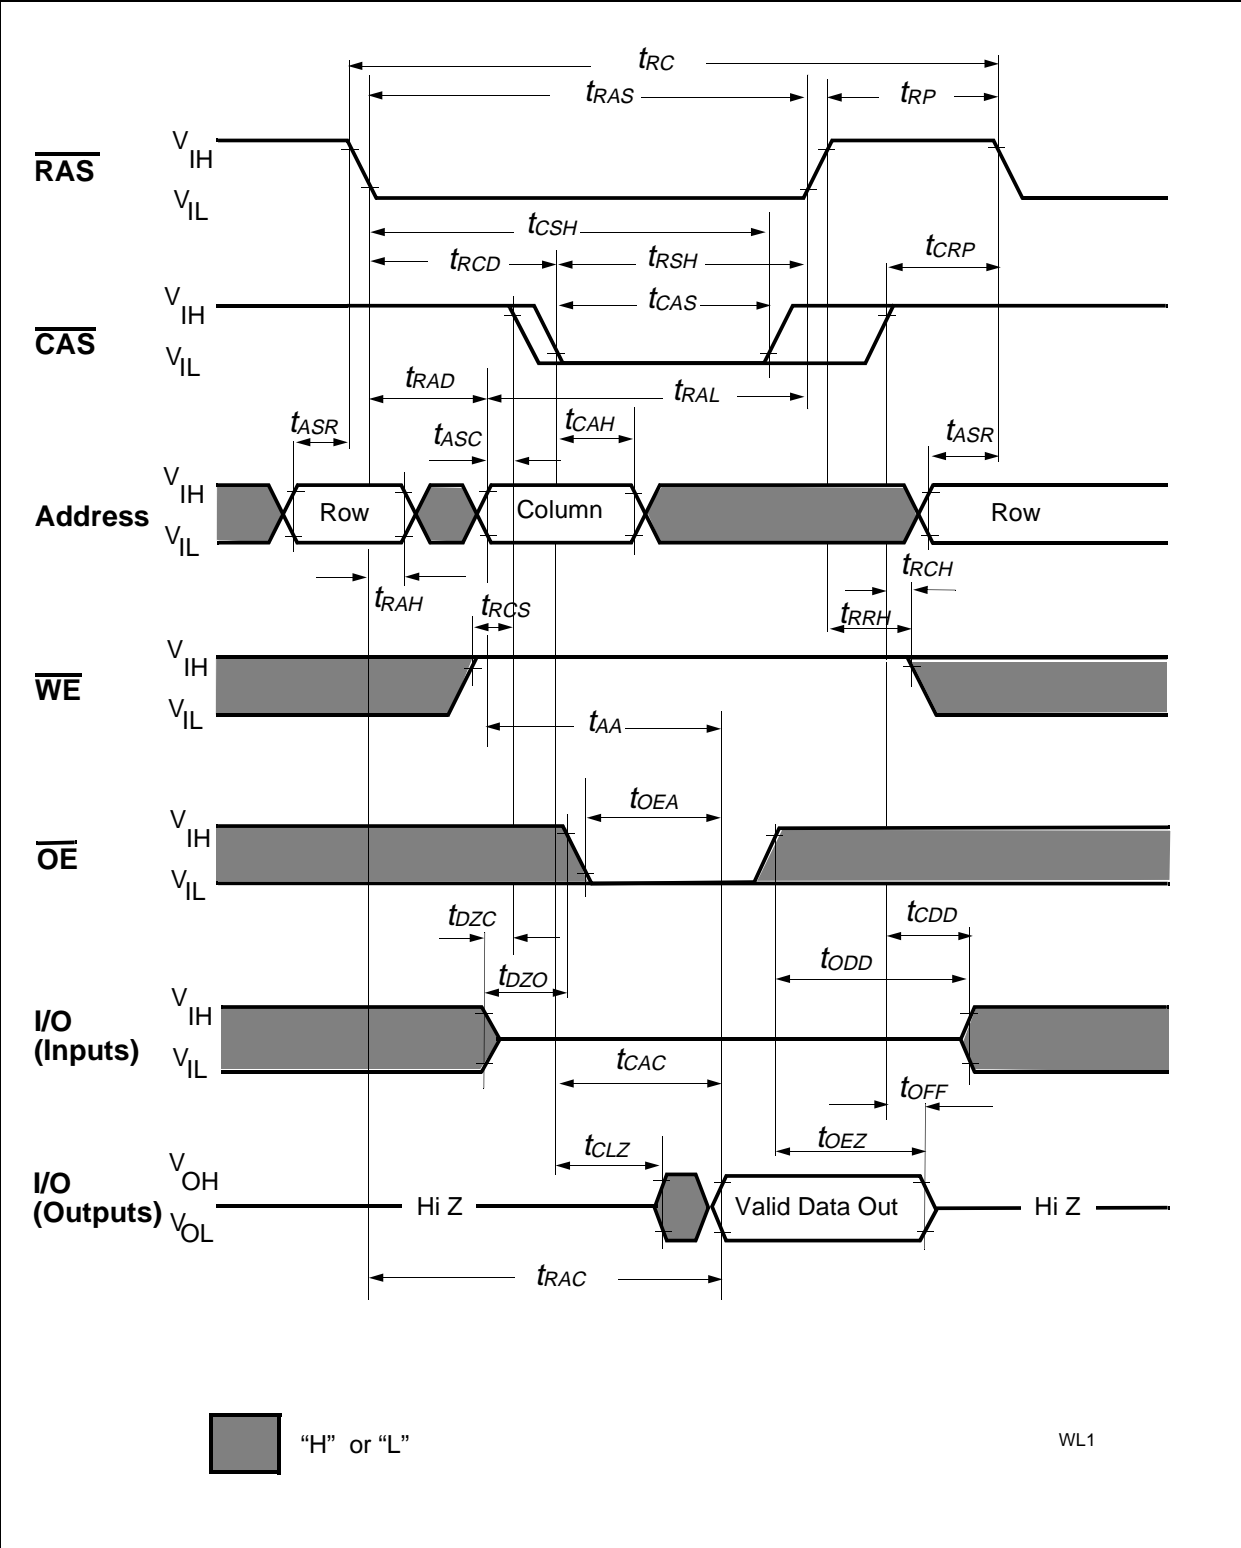 tRC
tRAS tRP
RAS VIH
VIL
tCSH
tRCD tRSH tCRP
tCAS
CAS VIH
VIL
tRAD tRAL
tASR tASC tCAH tASR
Address VIH
VIL
Row Column Row
tRAH tRCS tRCH
tRRH
WE VIH
VIL
tAA
tOEA
OE VIH
VIL
tDZC tCDD
tDZO tODD
I/O
(Inputs) VIH
VIL
tCAC
tOFF
tCLZ tOEZ
I/O
(Outputs) VOH
VOL
Hi Z Valid Data Out Hi Z
tRAC
“H” or “L”
WL1